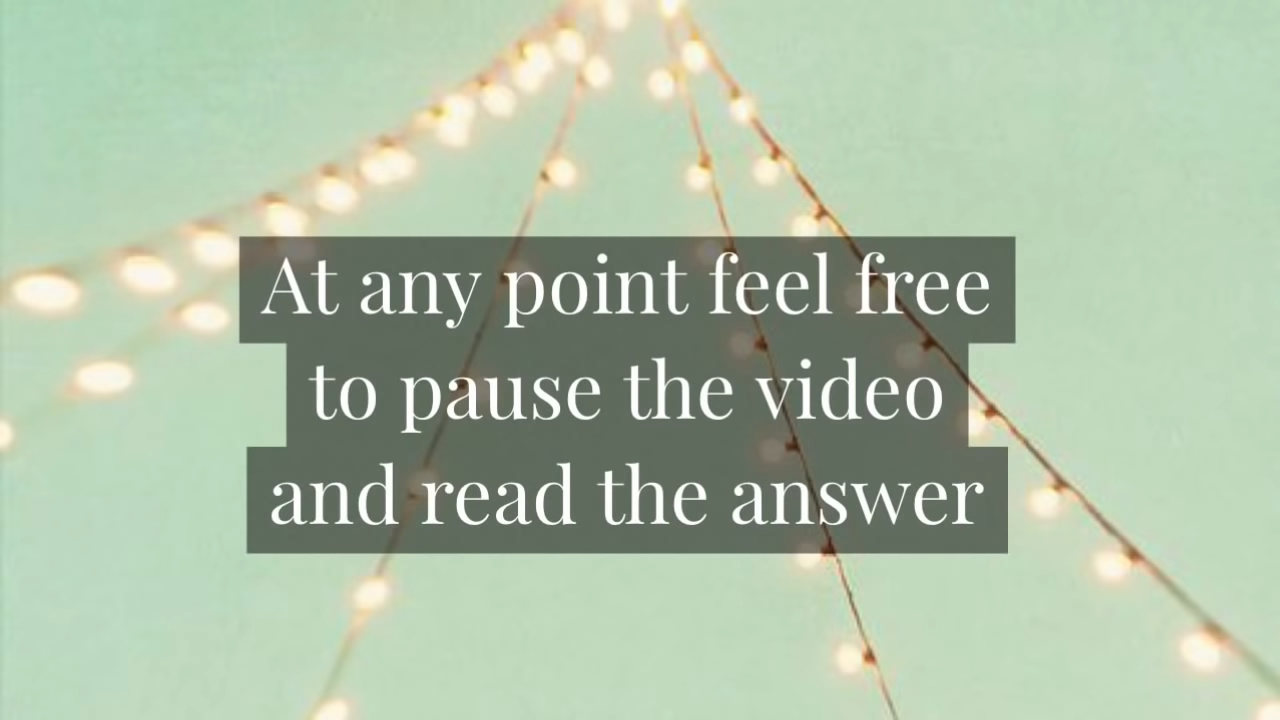 At any point feel free
to pause the video
and read the answer